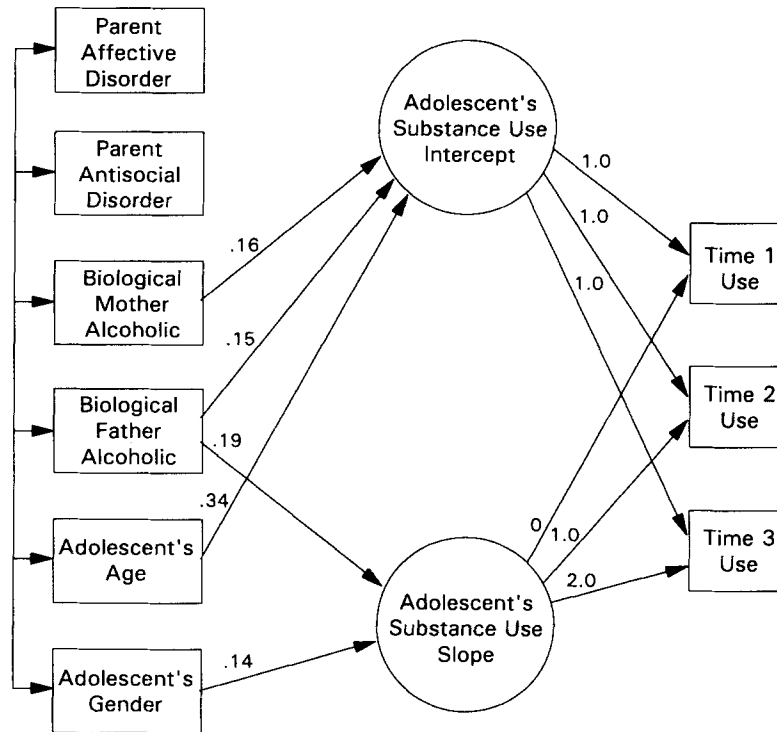 Parent
Affective
Disorder
Parent
Antisocial
Disorder
Biological
Mother
Alcoholic
Biological
Father
Alcoholic
Adolescent's
Age
Adolescent's
Gender
.16
.15
.19
.34
.14
Adolescent's
Substance Use
Intercept
Adolescent's
Substance Use
Slope
1.0
1.0
1.0
0
1.0
2.0
Time 1
Use
Time 2
Use
Time 3
Use